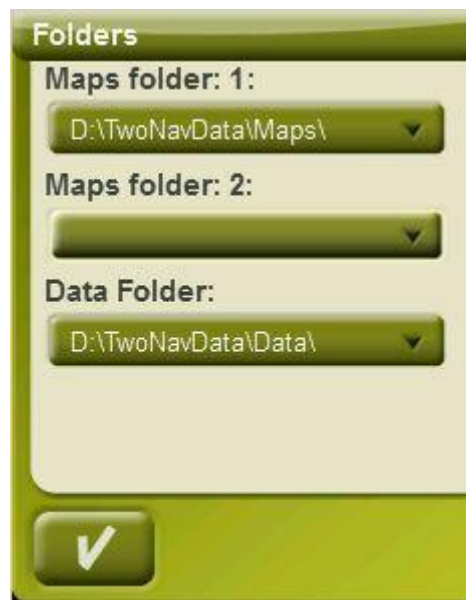 Folders
Maps folder: 1:
D:\TwoNavData\Maps\
Maps folder: 2:
Data Folder:
D:\TwoNavData\Data\